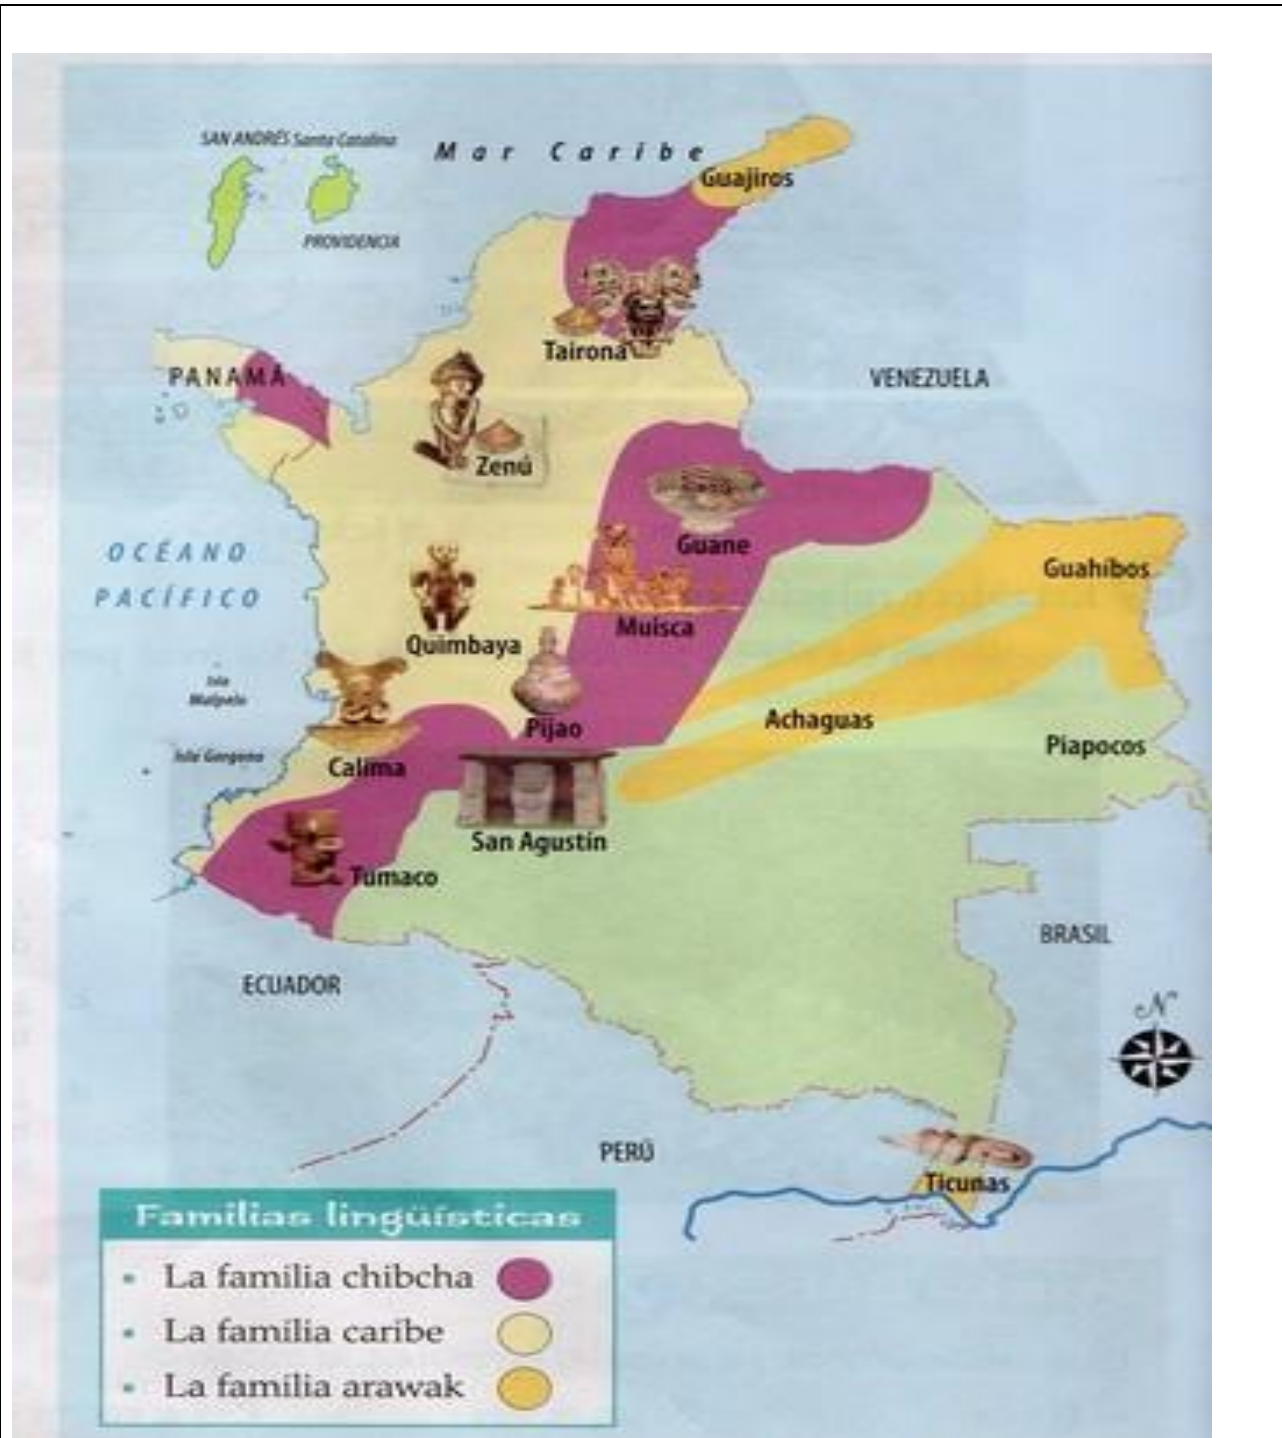 SAN ANDRÉS Santa Catalina
Mar Caribe
Guajiros
PROVIDENCIA
Tairona
PANAMÁ
VENEZUELA
Zenú
OCÉANO
PACÍFICO
Guane
Guahíbos
Muisca
Quimbaya
Isla
Malpelo
Achaguas
Pijao
Piapocos
Isla Gorgona
Calima
San Agustín
Tumaco
BRASIL
ECUADOR
N
PERÚ
Ticunas
Familias lingüísticas
• La familia chibcha
• La familia caribe
• La familia arawak